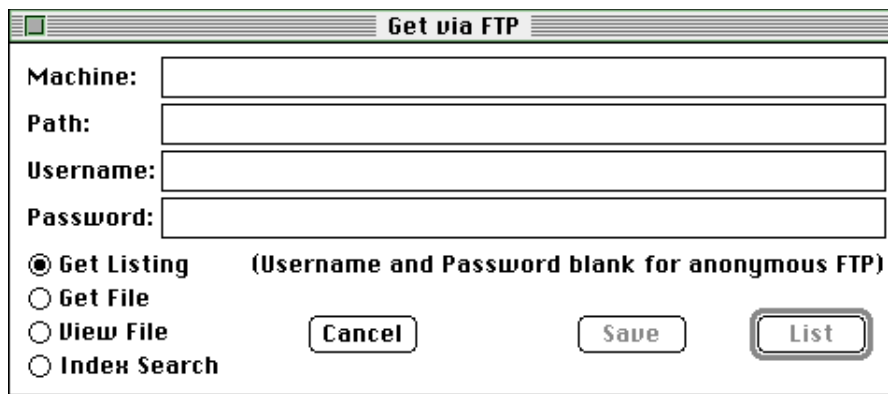 Get via FTP
Machine:
Path:
Username:
Password:
Get Listing (Username and Password blank for anonymous FTP)
Get File
View File
Cancel Save List
Index Search